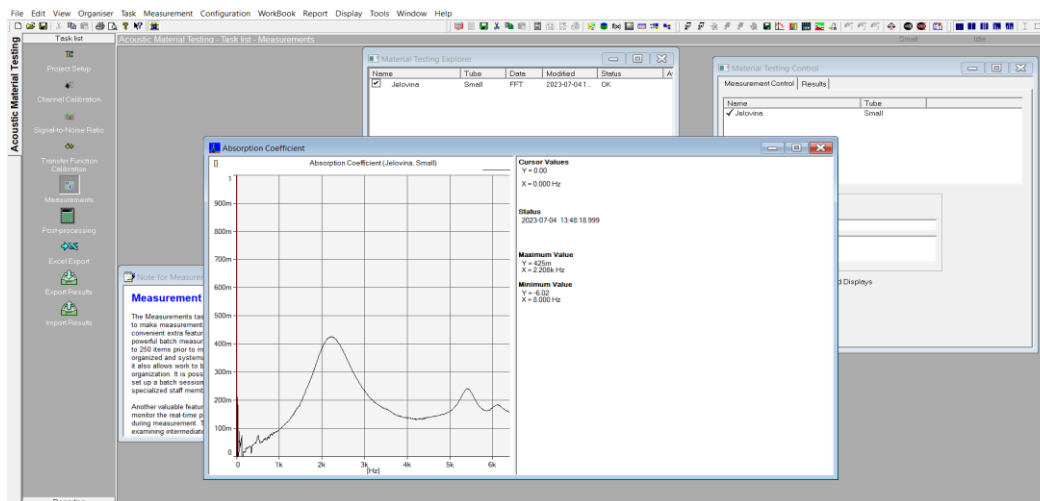 File Edit View Organiser Task Measurement Configuration WorkBook Report Display Tools Window Help
Task list
Acoustic Material Testing - Task list - Measurements
Small
Idle
Acoustic Material Testing
Project Setup
Channel Calibration
Signal-to-Noise Ratio
Transfer Function
Calibration
Measurements
Post-processing
Excel Export
Export Results
Import Results
Material Testing Explorer
Name Tube Date Modified Status
Jelovina Small FFT 2023-07-04 1... OK
Material Testing Control
Measurement Control Results
Name Tube
Jelovina Small
d Displays
Note for Measure
Measurement
The Measurements tas
to make measurement
convenient extra featur
powerful batch measur
to 250 items prior to m
organized and systema
it also allows work to b
organization. It is poss
set up a batch session
specialized staff memb
Another valuable featur
monitor the real-time p
during measurement. T
examining intermediate
Absorption Coefficient
[] Absorption Coefficient (Jelovina, Small)
1
900m
800m
700m
600m
500m
400m
300m
200m
100m
0
0 1k 2k 3k 4k 5k 6k
[Hz]
Cursor Values
Y = 0.00
X = 0.000 Hz
Status
2023-07-04 13:48:18:999
Maximum Value
Y = 425m
X = 2.208k Hz
Minimum Value
Y = -6.02
X = 8.000 Hz